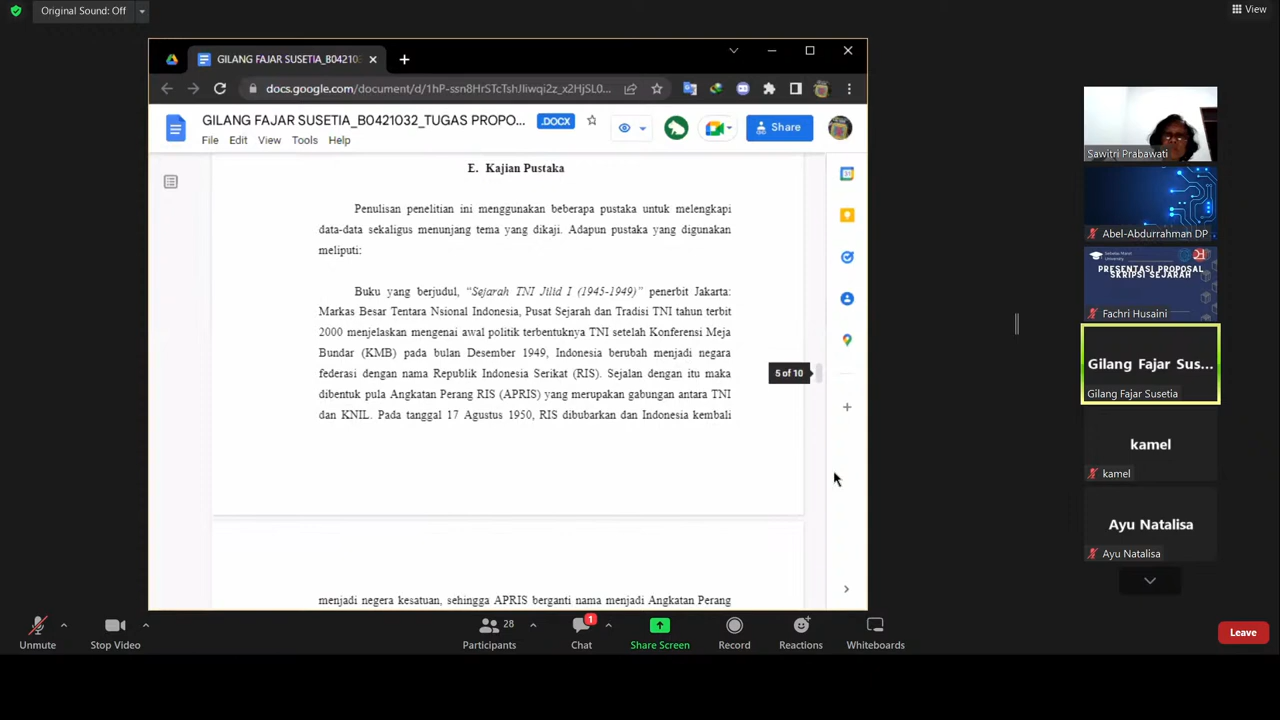 Original Sound: Off
View
GILANG FAJAR SUSETIA_B042103
docs.google.com/document/d/1hP-ssn8HrSTcTshJliwqi2z_x2HjSL0...
GILANG FAJAR SUSETIA_B0421032_TUGAS PROPO...
.DOCX
Share
File Edit View Tools Help
E. Kajian Pustaka
Penulisan penelitian ini menggunakan beberapa pustaka untuk melengkapi
data-data sekaligus menunjang tema yang dikaji. Adapun pustaka yang digunakan
meliputi:
Buku yang berjudul, “Sejarah TNI Jilid I (1945-1949)” penerbit Jakarta:
Markas Besar Tentara Nsional Indonesia, Pusat Sejarah dan Tradisi TNI tahun terbit
2000 menjelaskan mengenai awal politik terbentuknya TNI setelah Konferensi Meja
Bundar (KMB) pada bulan Desember 1949, Indonesia berubah menjadi negara
federasi dengan nama Republik Indonesia Serikat (RIS). Sejalan dengan itu maka
dibentuk pula Angkatan Perang RIS (APRIS) yang merupakan gabungan antara TNI
dan KNIL. Pada tanggal 17 Agustus 1950, RIS dibubarkan dan Indonesia kembali
5 of 10
menjadi negera kesatuan, sehingga APRIS berganti nama menjadi Angkatan Perang
Sawitri Prabawati
Abel-Abdurrahman DP
PRESENTASI PROPOSAL
SKRIPSI SEJARAH
Fachri Husaini
Gilang Fajar Sus...
Gilang Fajar Susetia
kamel
kamel
Ayu Natalisa
Ayu Natalisa
Unmute
Stop Video
28
Participants
1
Chat
Share Screen
Record
Reactions
Whiteboards
Leave